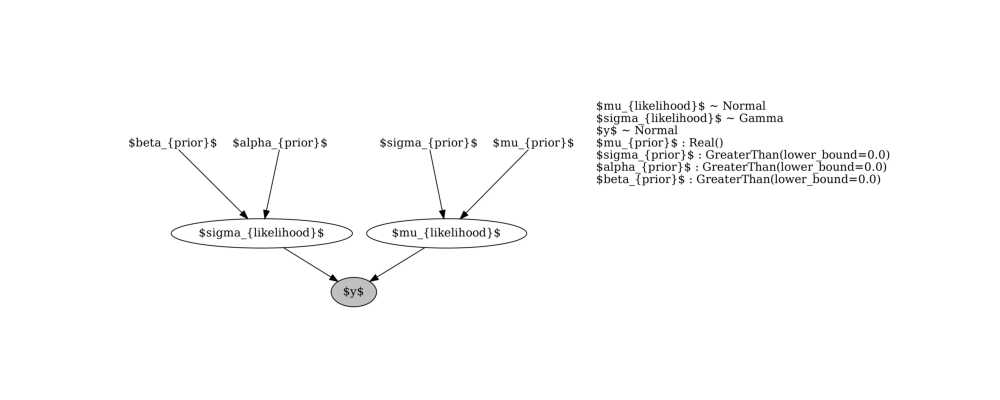 $mu_{likelihood}$ ~ Normal
$sigma_{likelihood}$ ~ Gamma
$y$ ~ Normal
$mu_{prior}$ : Real()
$sigma_{prior}$ : GreaterThan(lower_bound=0.0)
$alpha_{prior}$ : GreaterThan(lower_bound=0.0)
$beta_{prior}$ : GreaterThan(lower_bound=0.0)
$beta_{prior}$ $alpha_{prior}$ $sigma_{prior}$ $mu_{prior}$
$sigma_{likelihood}$ $mu_{likelihood}$
$y$